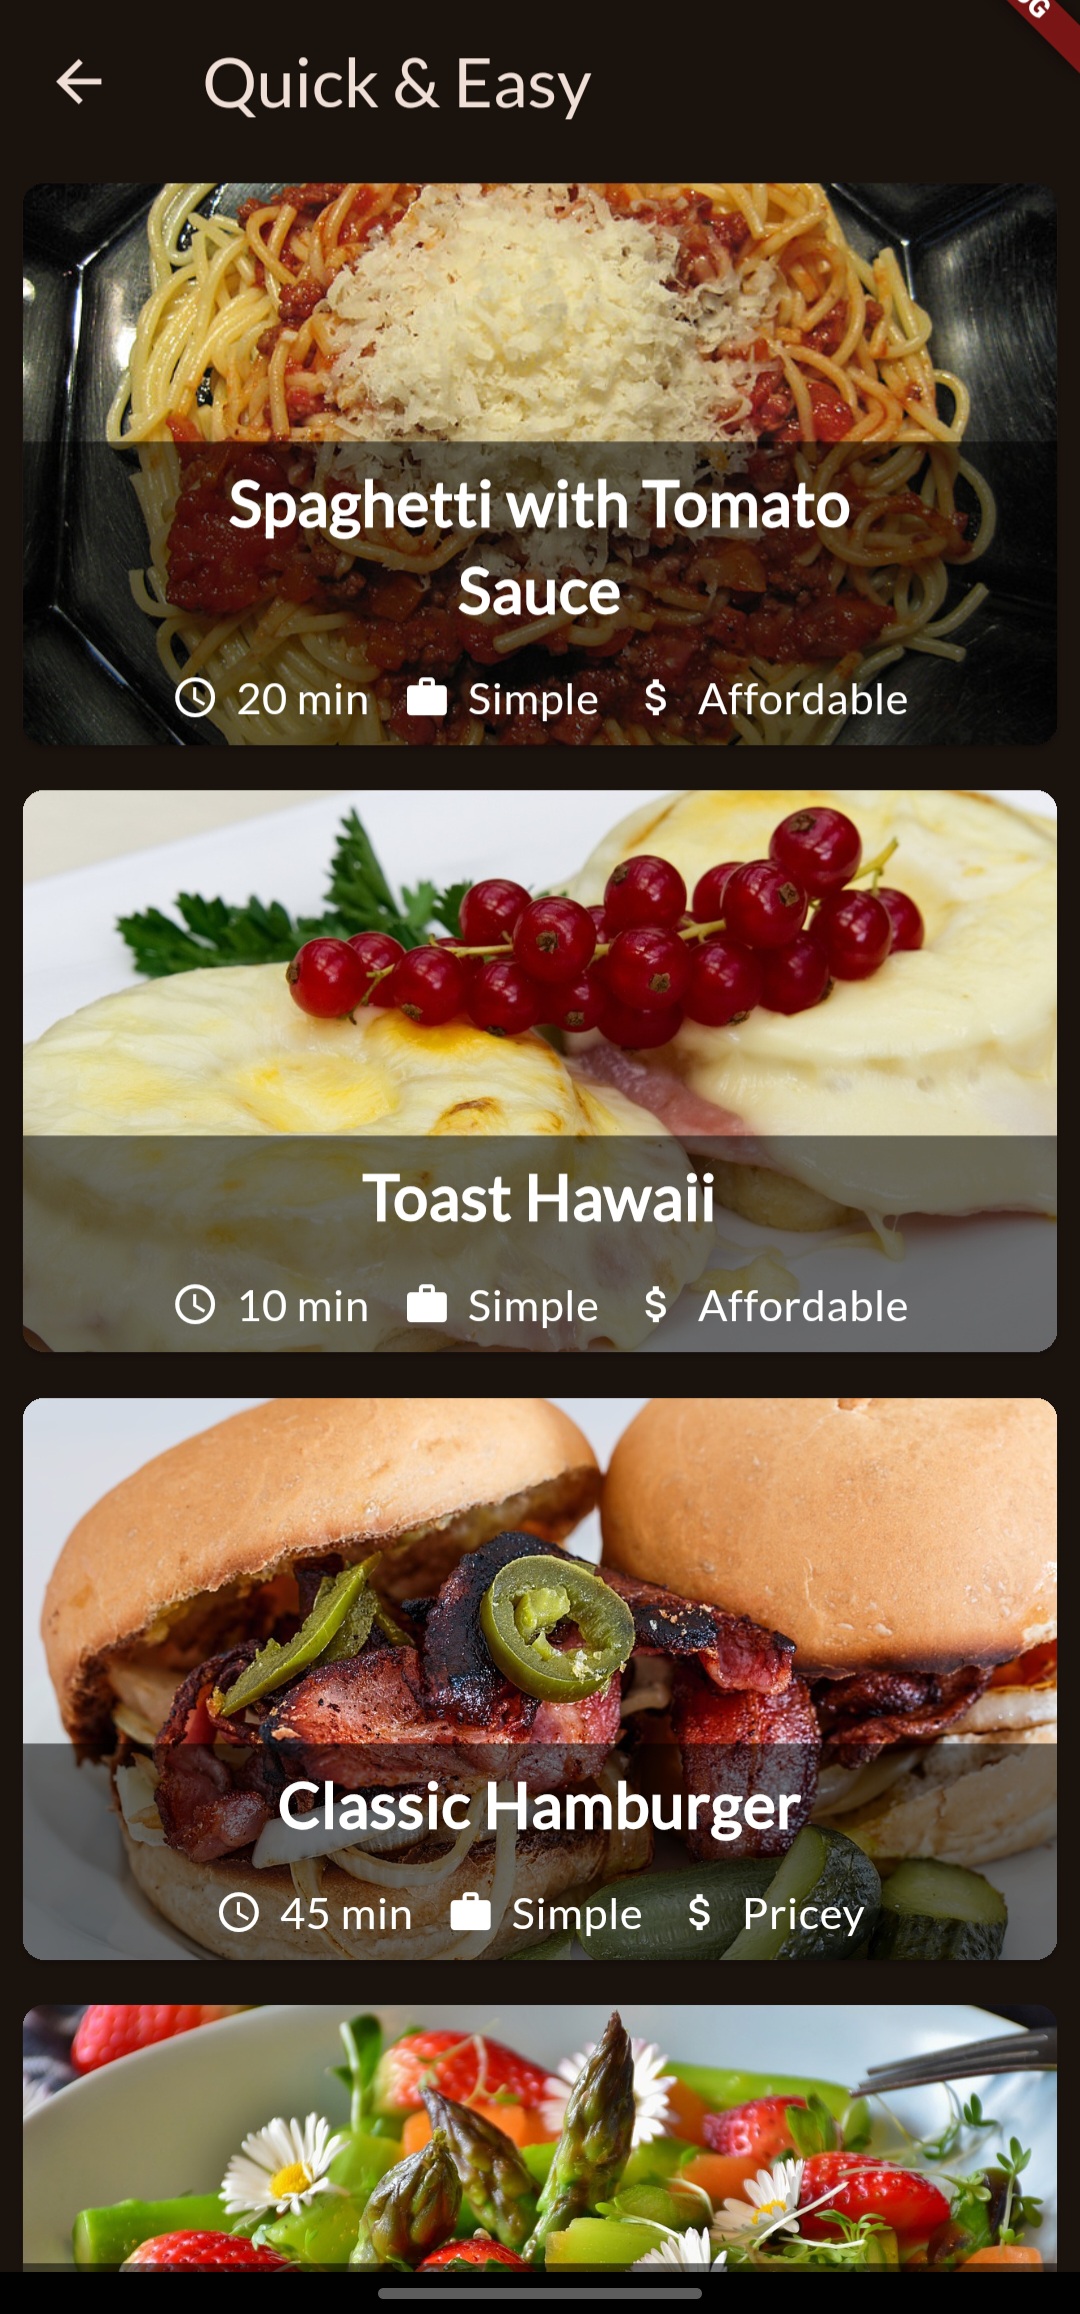 Quick & Easy
Spaghetti with Tomato
Sauce
20 min Simple $ Affordable
Toast Hawaii
10 min Simple $ Affordable
Classic Hamburger
45 min Simple $ Pricey